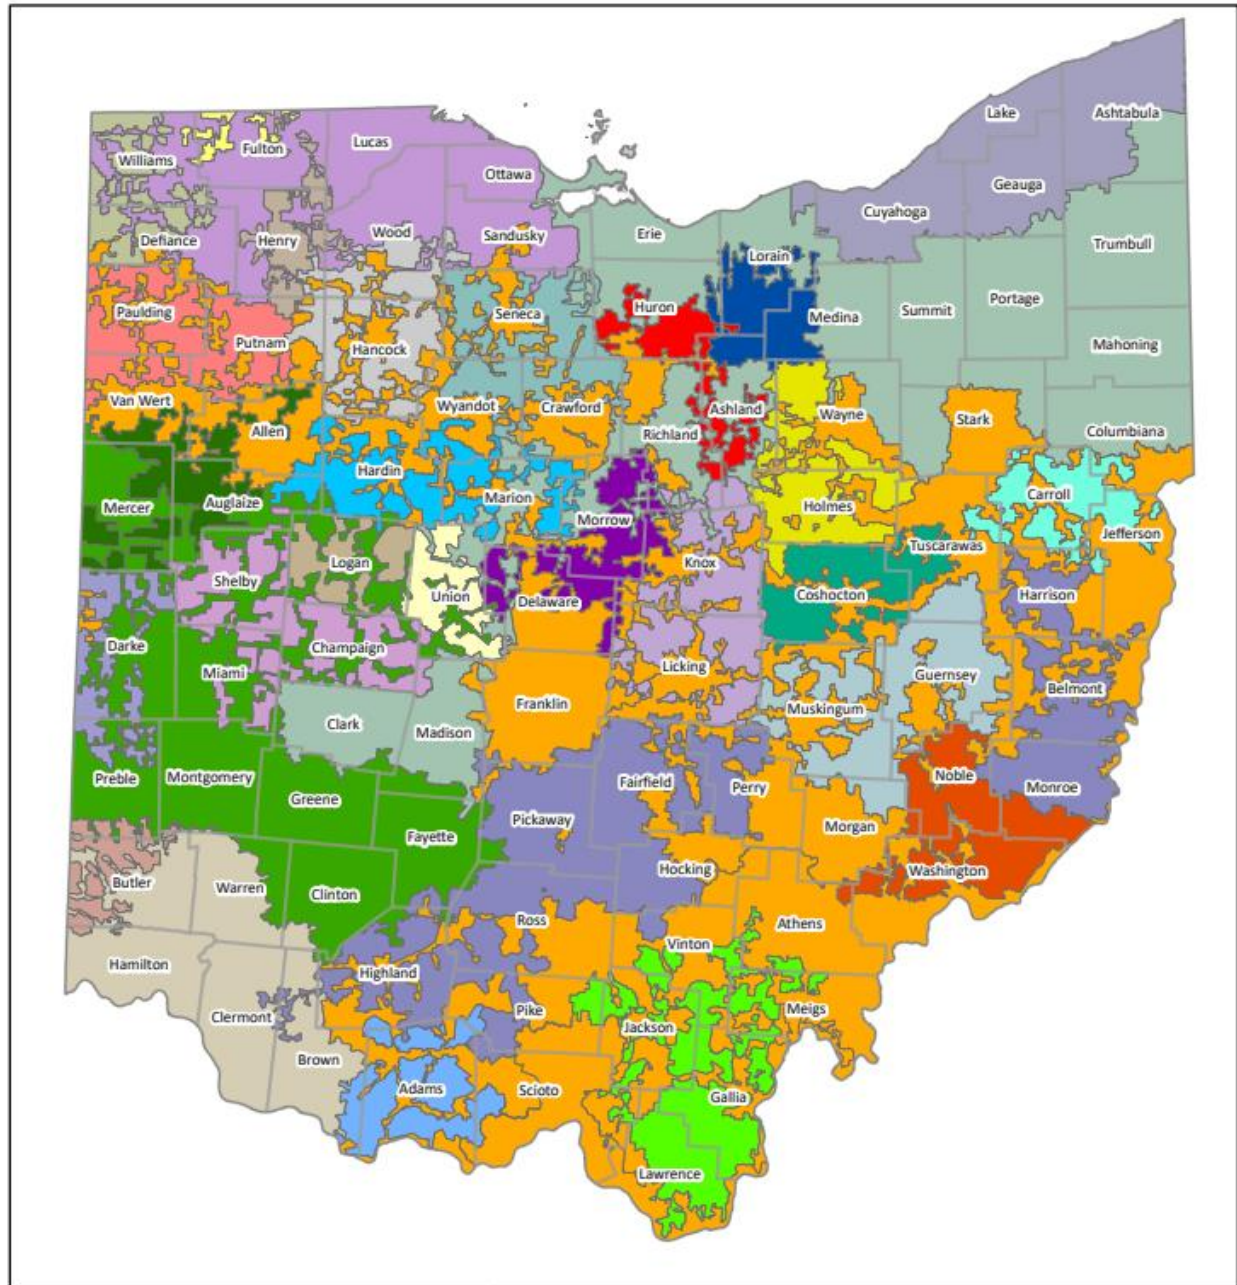 Lake
Ashtabula
Lucas
Fulton
Williams
Ottawa
Geauga
Cuyahoga
Wood
Erie
Sandusky
Henry
Defiance
Trumbull
Lorain
Portage
Huron
Summit
Paulding
Seneca
Medina
Putnam
Mahoning
Hancock
Van Wert
Wyandot
Crawford
Ashland
Wayne
Stark
Allen
Richland
Columbiana
Hardin
Carroll
Marion
Auglaize
Mercer
Holmes
Morrow
Jefferson
Tuscarawas
Logan
Knox
Shelby
Union
Coshocton
Harrison
Delaware
Darke
Champaign
Licking
Miami
Guernsey
Belmont
Franklin
Muskingum
Clark
Madison
Noble
Preble
Montgomery
Fairfield
Perry
Monroe
Greene
Pickaway
Morgan
Fayette
Hocking
Washington
Butler
Warren
Clinton
Ross
Athens
Vinton
Hamilton
Highland
Meigs
Pike
Clermont
Jackson
Brown
Adams
Scioto
Gallia
Lawrence